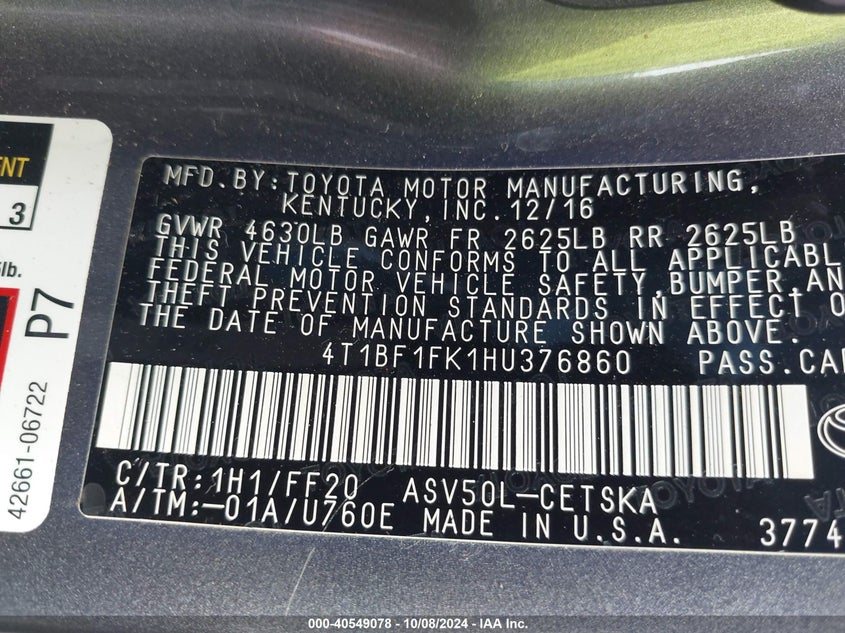 ENT
3
lb.
P7
42661-06722
MFD.BY:TOYOTA MOTOR MANUFACTURING,
KENTUCKY,INC.12/16
GVWR 4630LB GAWR FR 2625LB RR 2625LB
THIS VEHICLE CONFORMS TO ALL APPLICABL
FEDERAL MOTOR VEHICLE SAFETY,BUMPER,AN
THEFT PREVENTION STANDARDS IN EFFECT O
THE DATE OF MANUFACTURE SHOWN ABOVE.
4T1BF1FK1HU376860 PASS.CAR
C/TR:1H1/FF20 ASV50L-CETSKA
A/TM:-01A/U760E MADE IN U.S.A. 3774
000-40549078 - 10/08/2024 - IAA Inc.